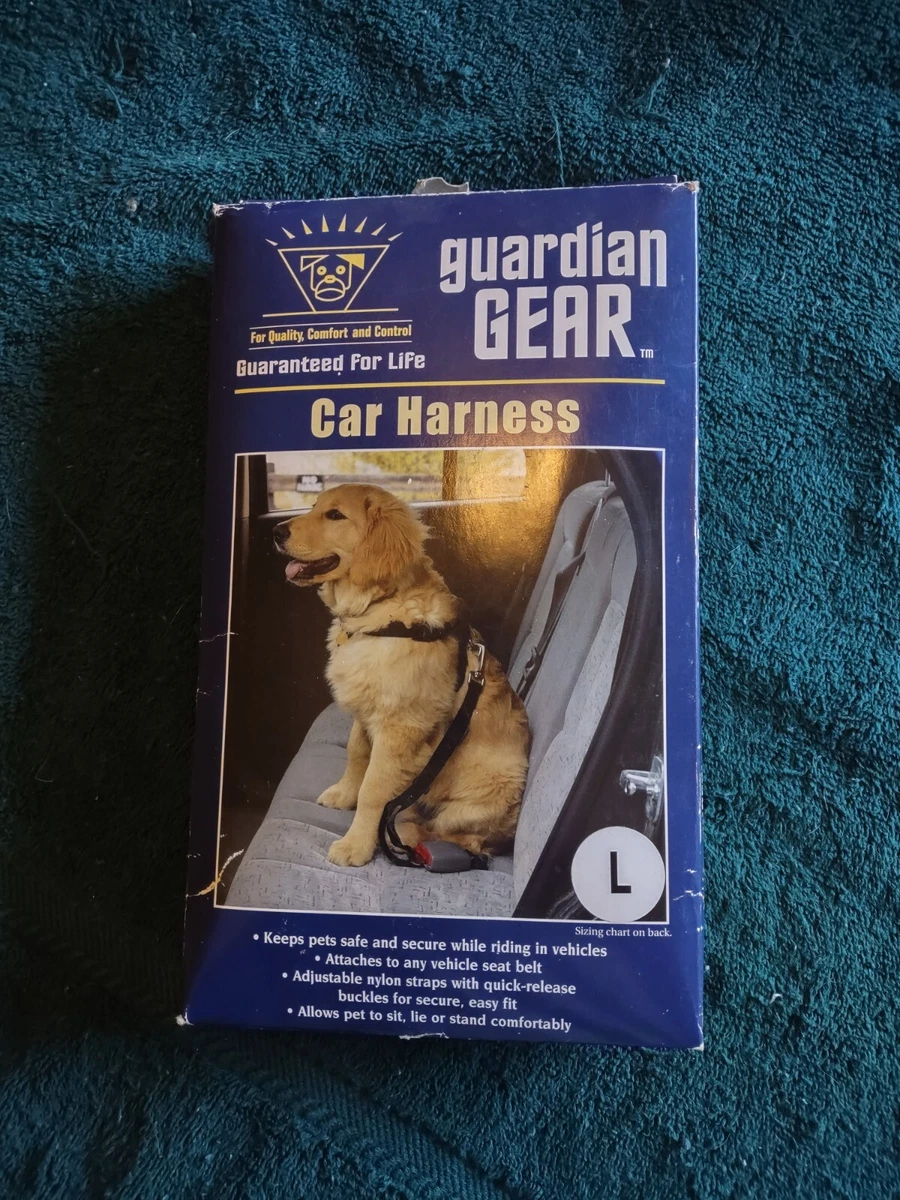 For Quality, Comfort and Control
Guaranteed For Life
guardian
GEAR TM
Car Harness
L
Sizing chart on back.
• Keeps pets safe and secure while riding in vehicles
• Attaches to any vehicle seat belt
• Adjustable nylon straps with quick-release
buckles for secure, easy fit
• Allows pet to sit, lie or stand comfortably